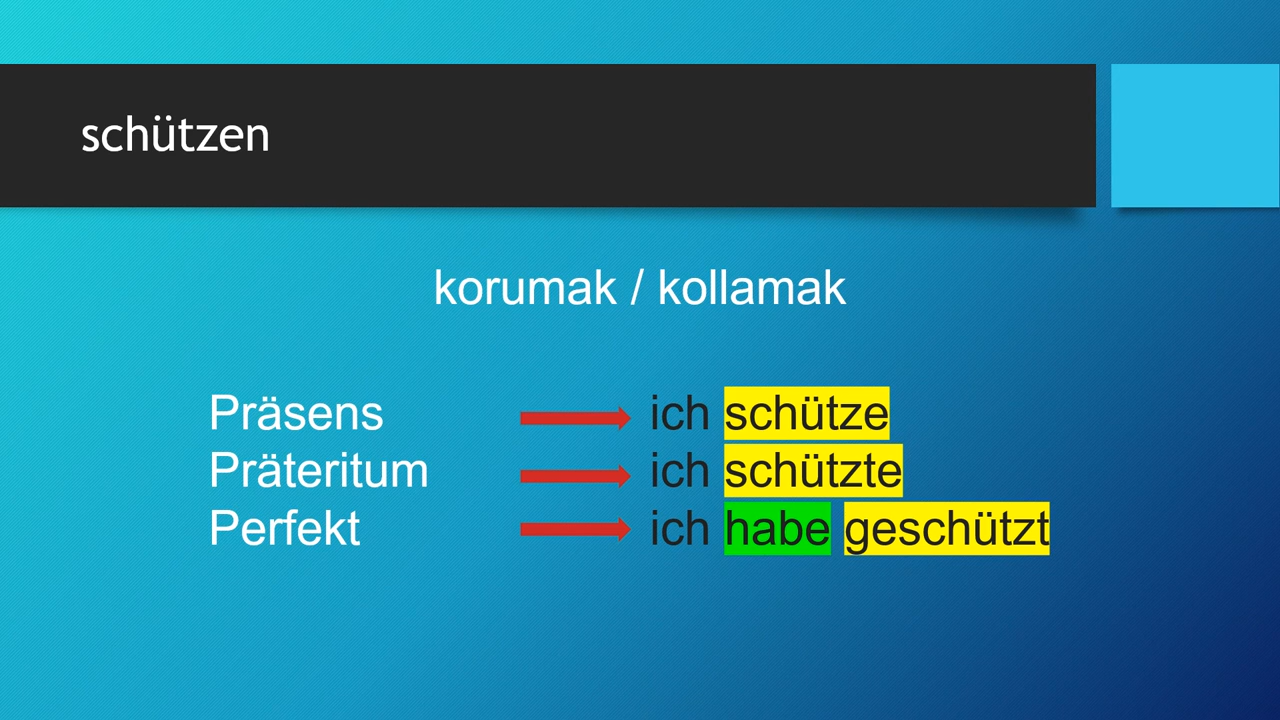 schützen
korumak / kollamak
Präsens ich schütze
Präteritum ich schützte
Perfekt ich habe geschützt